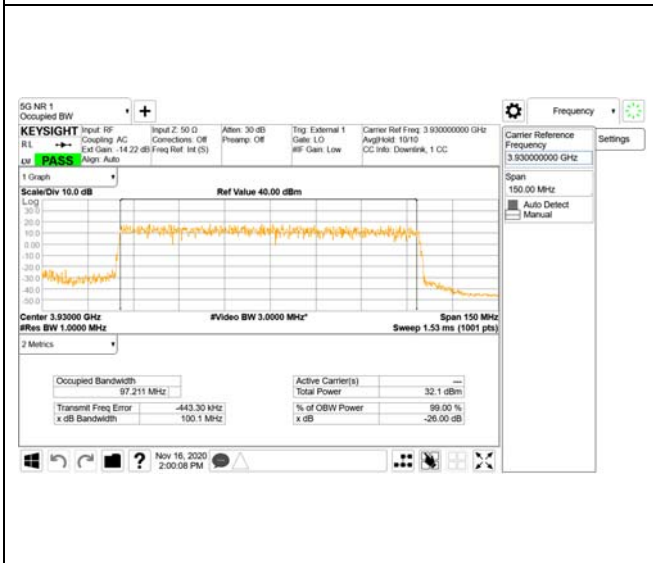 5G NR 1
Occupied BW
+
Frequency
KEYSIGHT
RL
PASS
Input: RF
Coupling: AC
Ext Gain: -14.22 dB
Align: Auto
Input Z: 50 Ω
Corrections: Off
Freq Ref: Int (S)
Atten: 30 dB
Preamp: Off
Trig: External 1
Gate: LO
#IF Gain: Low
Carrier Ref Freq: 3.930000000 GHz
Avg|Hold: 10/10
CC Info: Downlink, 1 CC
Carrier Reference
Frequency
3.930000000 GHz
Settings
Span
150.00 MHz
Auto Detect
Manual
1 Graph
Scale/Div 10.0 dB
Ref Value 40.00 dBm
Log
30.0
20.0
10.0
0.00
-10.0
-20.0
-30.0
-40.0
-50.0
Center 3.93000 GHz
#Video BW 3.0000 MHz*
Span 150 MHz
#Res BW 1.0000 MHz
Sweep 1.53 ms (1001 pts)
2 Metrics
Occupied Bandwidth
97.211 MHz
Transmit Freq Error
-443.30 kHz
x dB Bandwidth
100.1 MHz
Active Carrier(s)
---
Total Power
32.1 dBm
% of OBW Power
99.00 %
x dB
-26.00 dB
?
Nov 16, 2020
2:00:08 PM